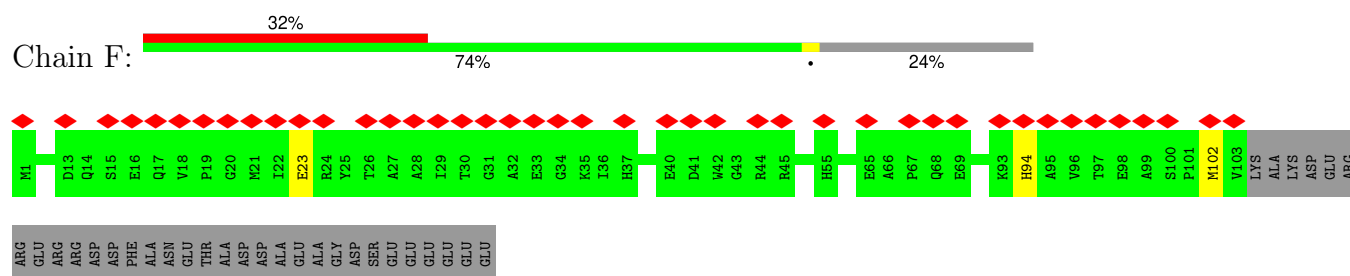 32%
Chain F:
74% • 24%
M1 D13 Q14 S15 E16 Q17 V18 P19 G20 M21 I22 E23 R24 Y25 T26 A27 A28 I29 T30 G31 A32 E33 G34 K35 I36 H37 E40 D41 W42 G43 R44 R45 H55 E65 A66 P67 Q68 E69 K93 H94 A95 V96 T97 E98 A99 S100 P101 M102 V103 LYS ALA LYS ASP GLU ARG
ARG GLU ARG ARG ASP ASP PHE ALA ASN GLU THR ALA ASP ASP ALA GLU ALA GLY ASP SER GLU GLU GLU GLU GLU GLU